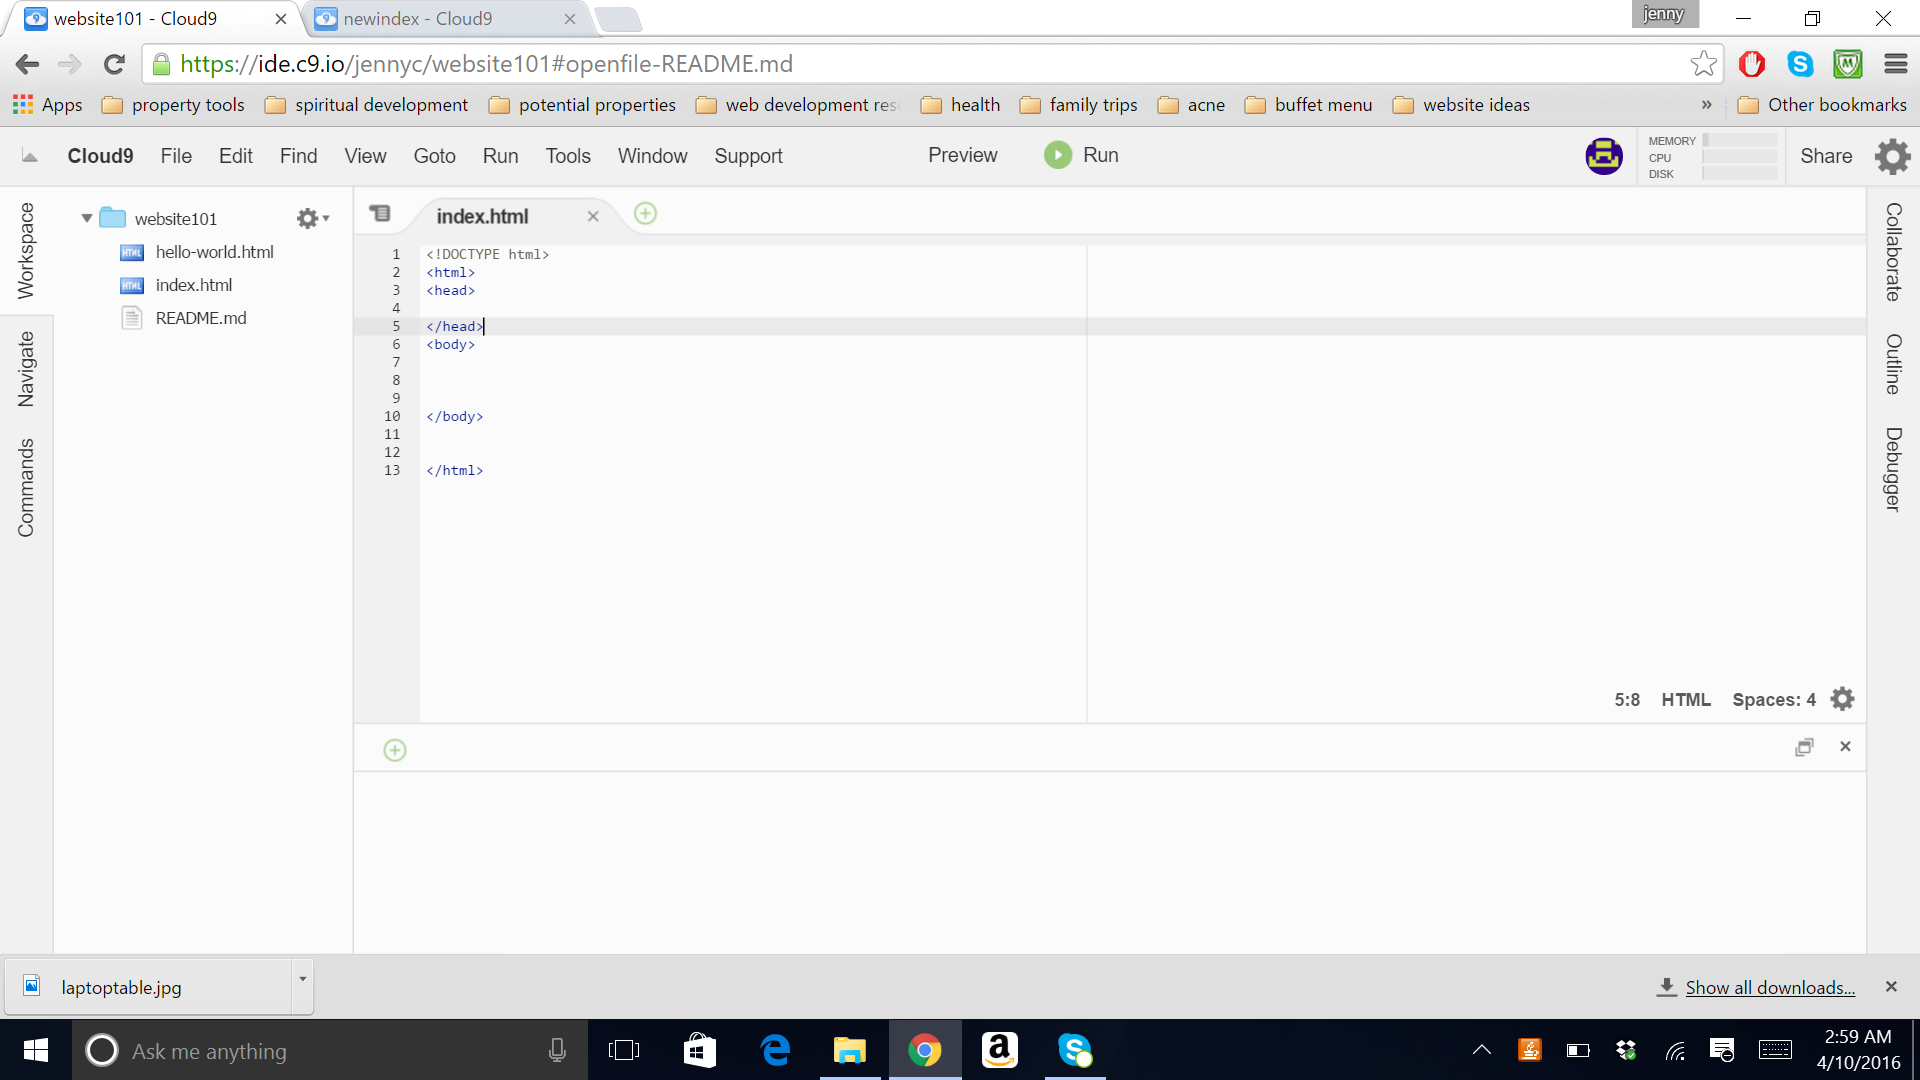 website101 - Cloud9
newindex - Cloud9
jenny
https://ide.c9.io/jennyc/website101#openfile-README.md
Apps property tools spiritual development potential properties web development res health family trips acne buffet menu website ideas » Other bookmarks
Cloud9 File Edit Find View Goto Run Tools Window Support Preview Run MEMORY Share
CPU
DISK
Workspace
Navigate
Commands
website101
hello-world.html
index.html
README.md
index.html
1 <!DOCTYPE html>
2 <html>
3 <head>
4
5 </head>
6 <body>
7
8
9
10 </body>
11
12
13 </html>
5:8 HTML Spaces: 4
Collaborate
Outline
Debugger
laptoptable.jpg
Show all downloads...
Ask me anything
2:59 AM
4/10/2016